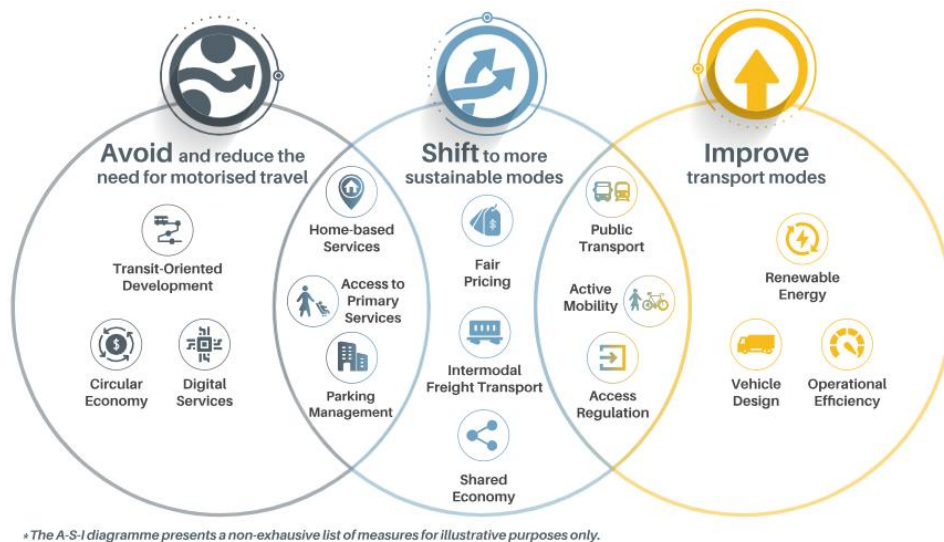 Avoid and reduce the
need for motorised travel
Transit-Oriented
Development
Circular
Economy
Digital
Services
Home-based
Services
Access to
Primary
Services
Parking
Management
Shift to more
sustainable modes
$
Fair
Pricing
Intermodal
Freight Transport
Shared
Economy
Public
Transport
Active
Mobility
Access
Regulation
Improve
transport modes
Renewable
Energy
Vehicle
Design
Operational
Efficiency
$
*The A-S-I diagramme presents a non-exhausive list of measures for illustrative purposes only.